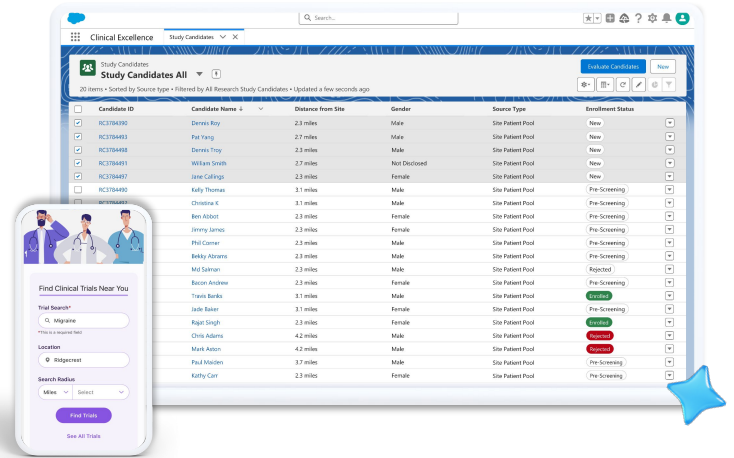 Search...
Clinical Excellence
Study Candidates
Study Candidates
Study Candidates All
20 items • Sorted by Source type • Filtered by All Research Study Candidates • Updated a few seconds ago
Evaluate Candidates
New
Candidate ID Candidate Name Distance from Site Gender Source Type Enrollment Status
RC3784390 Dennis Roy 2.3 miles Male Site Patient Pool New
RC3784493 Pat Yang 2.7 miles Male Site Patient Pool New
RC3784498 Dennis Troy 2.3 miles Male Site Patient Pool New
RC3784491 William Smith 2.7 miles Not Disclosed Site Patient Pool New
RC3784497 Jane Callings 2.3 miles Female Site Patient Pool New
RC3784490 Kelly Thomas 3.1 miles Male Site Patient Pool Pre-Screening
RC3784492 Christina K 3.1 miles Male Site Patient Pool Pre-Screening
Ben Abbot 2.3 miles Female Site Patient Pool Pre-Screening
Jimmy James 2.3 miles Female Site Patient Pool Pre-Screening
Phil Corner 2.3 miles Male Site Patient Pool Pre-Screening
Bekky Abrams 2.3 miles Male Site Patient Pool Pre-Screening
Md Salman 2.3 miles Male Site Patient Pool Rejected
Bacon Andrew 2.3 miles Female Site Patient Pool Pre-Screening
Travis Banks 3.1 miles Male Site Patient Pool Enrolled
Jade Baker 3.1 miles Female Site Patient Pool Pre-Screening
Rajat Singh 2.3 miles Female Site Patient Pool Enrolled
Chris Adams 4.2 miles Male Site Patient Pool Rejected
Mark Aston 4.2 miles Male Site Patient Pool Rejected
Paul Maiden 3.7 miles Male Site Patient Pool Pre-Screening
Kathy Carr 2.3 miles Female Site Patient Pool Pre-Screening
Find Clinical Trials Near You
Trial Search*
Migraine
*This is a required field
Location
Ridgecrest
Search Radius
Miles Select
Find Trials
See All Trials